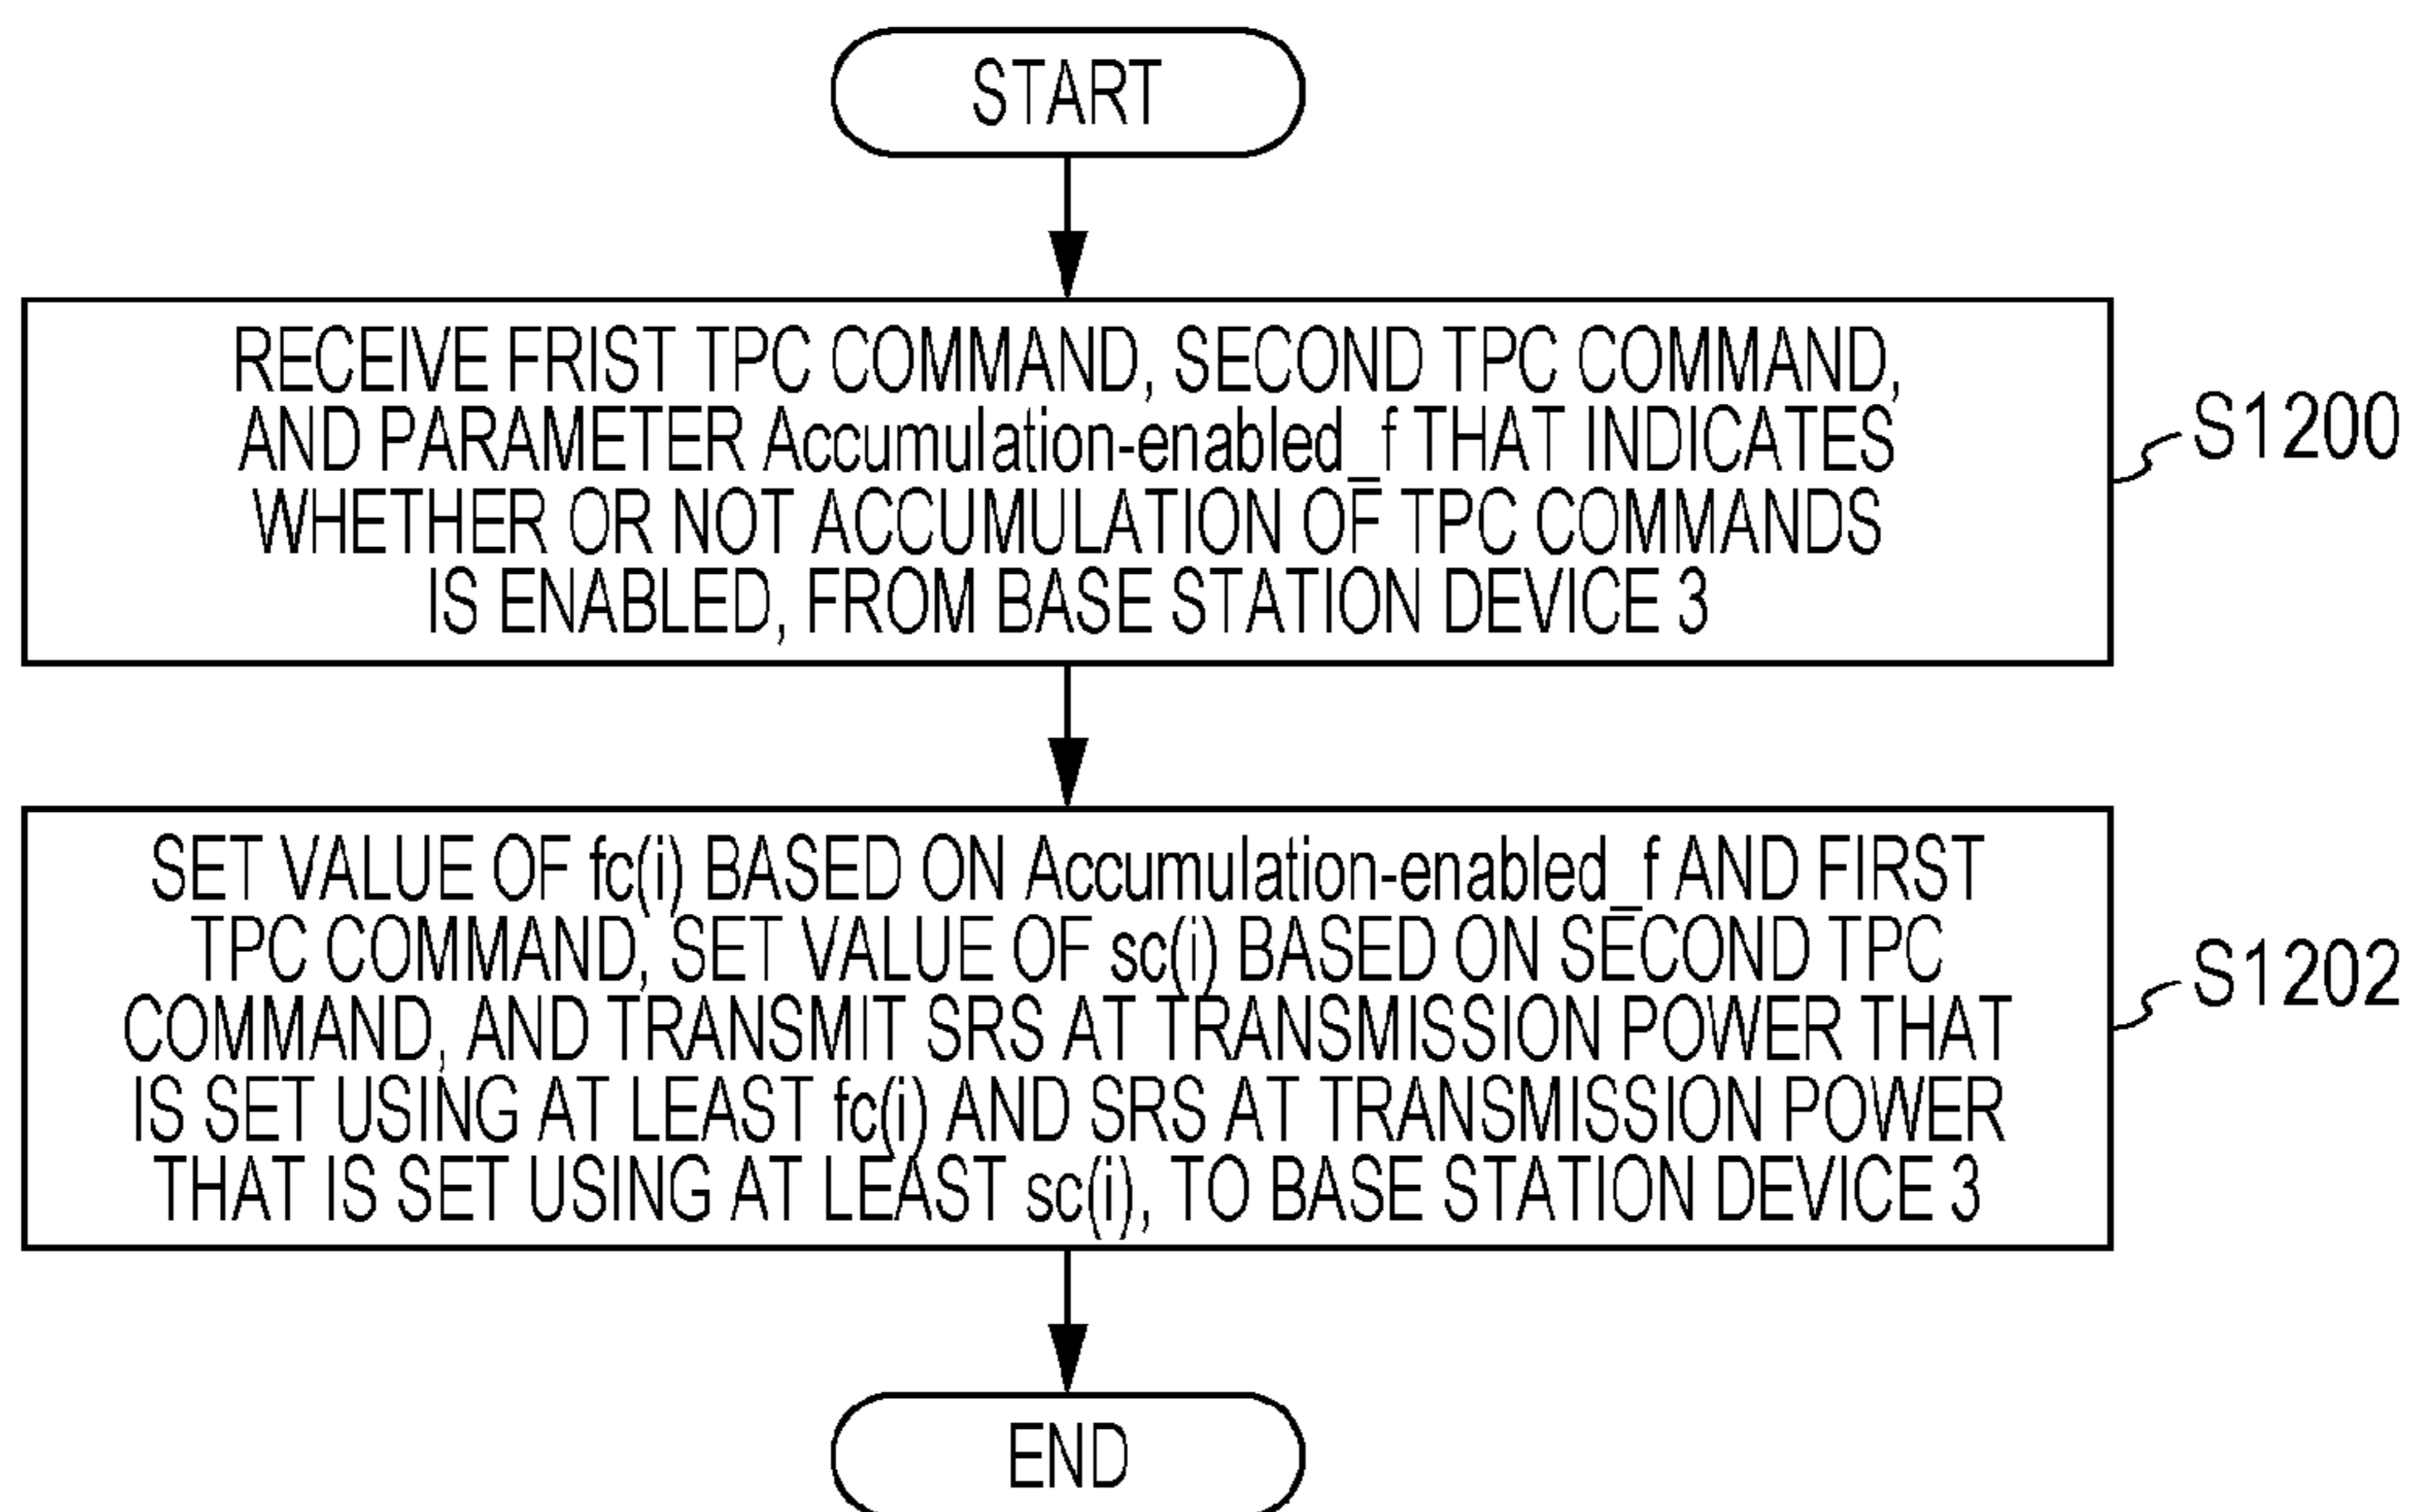 START
RECEIVE FRIST TPC COMMAND, SECOND TPC COMMAND,
AND PARAMETER Accumulation-enabled_f THAT INDICATES
WHETHER OR NOT ACCUMULATION OF TPC COMMANDS
IS ENABLED, FROM BASE STATION DEVICE 3
S1200
SET VALUE OF fc(i) BASED ON Accumulation-enabled_f AND FIRST
TPC COMMAND, SET VALUE OF sc(i) BASED ON SECOND TPC
COMMAND, AND TRANSMIT SRS AT TRANSMISSION POWER THAT
IS SET USING AT LEAST fc(i) AND SRS AT TRANSMISSION POWER
THAT IS SET USING AT LEAST sc(i), TO BASE STATION DEVICE 3
S1202
END